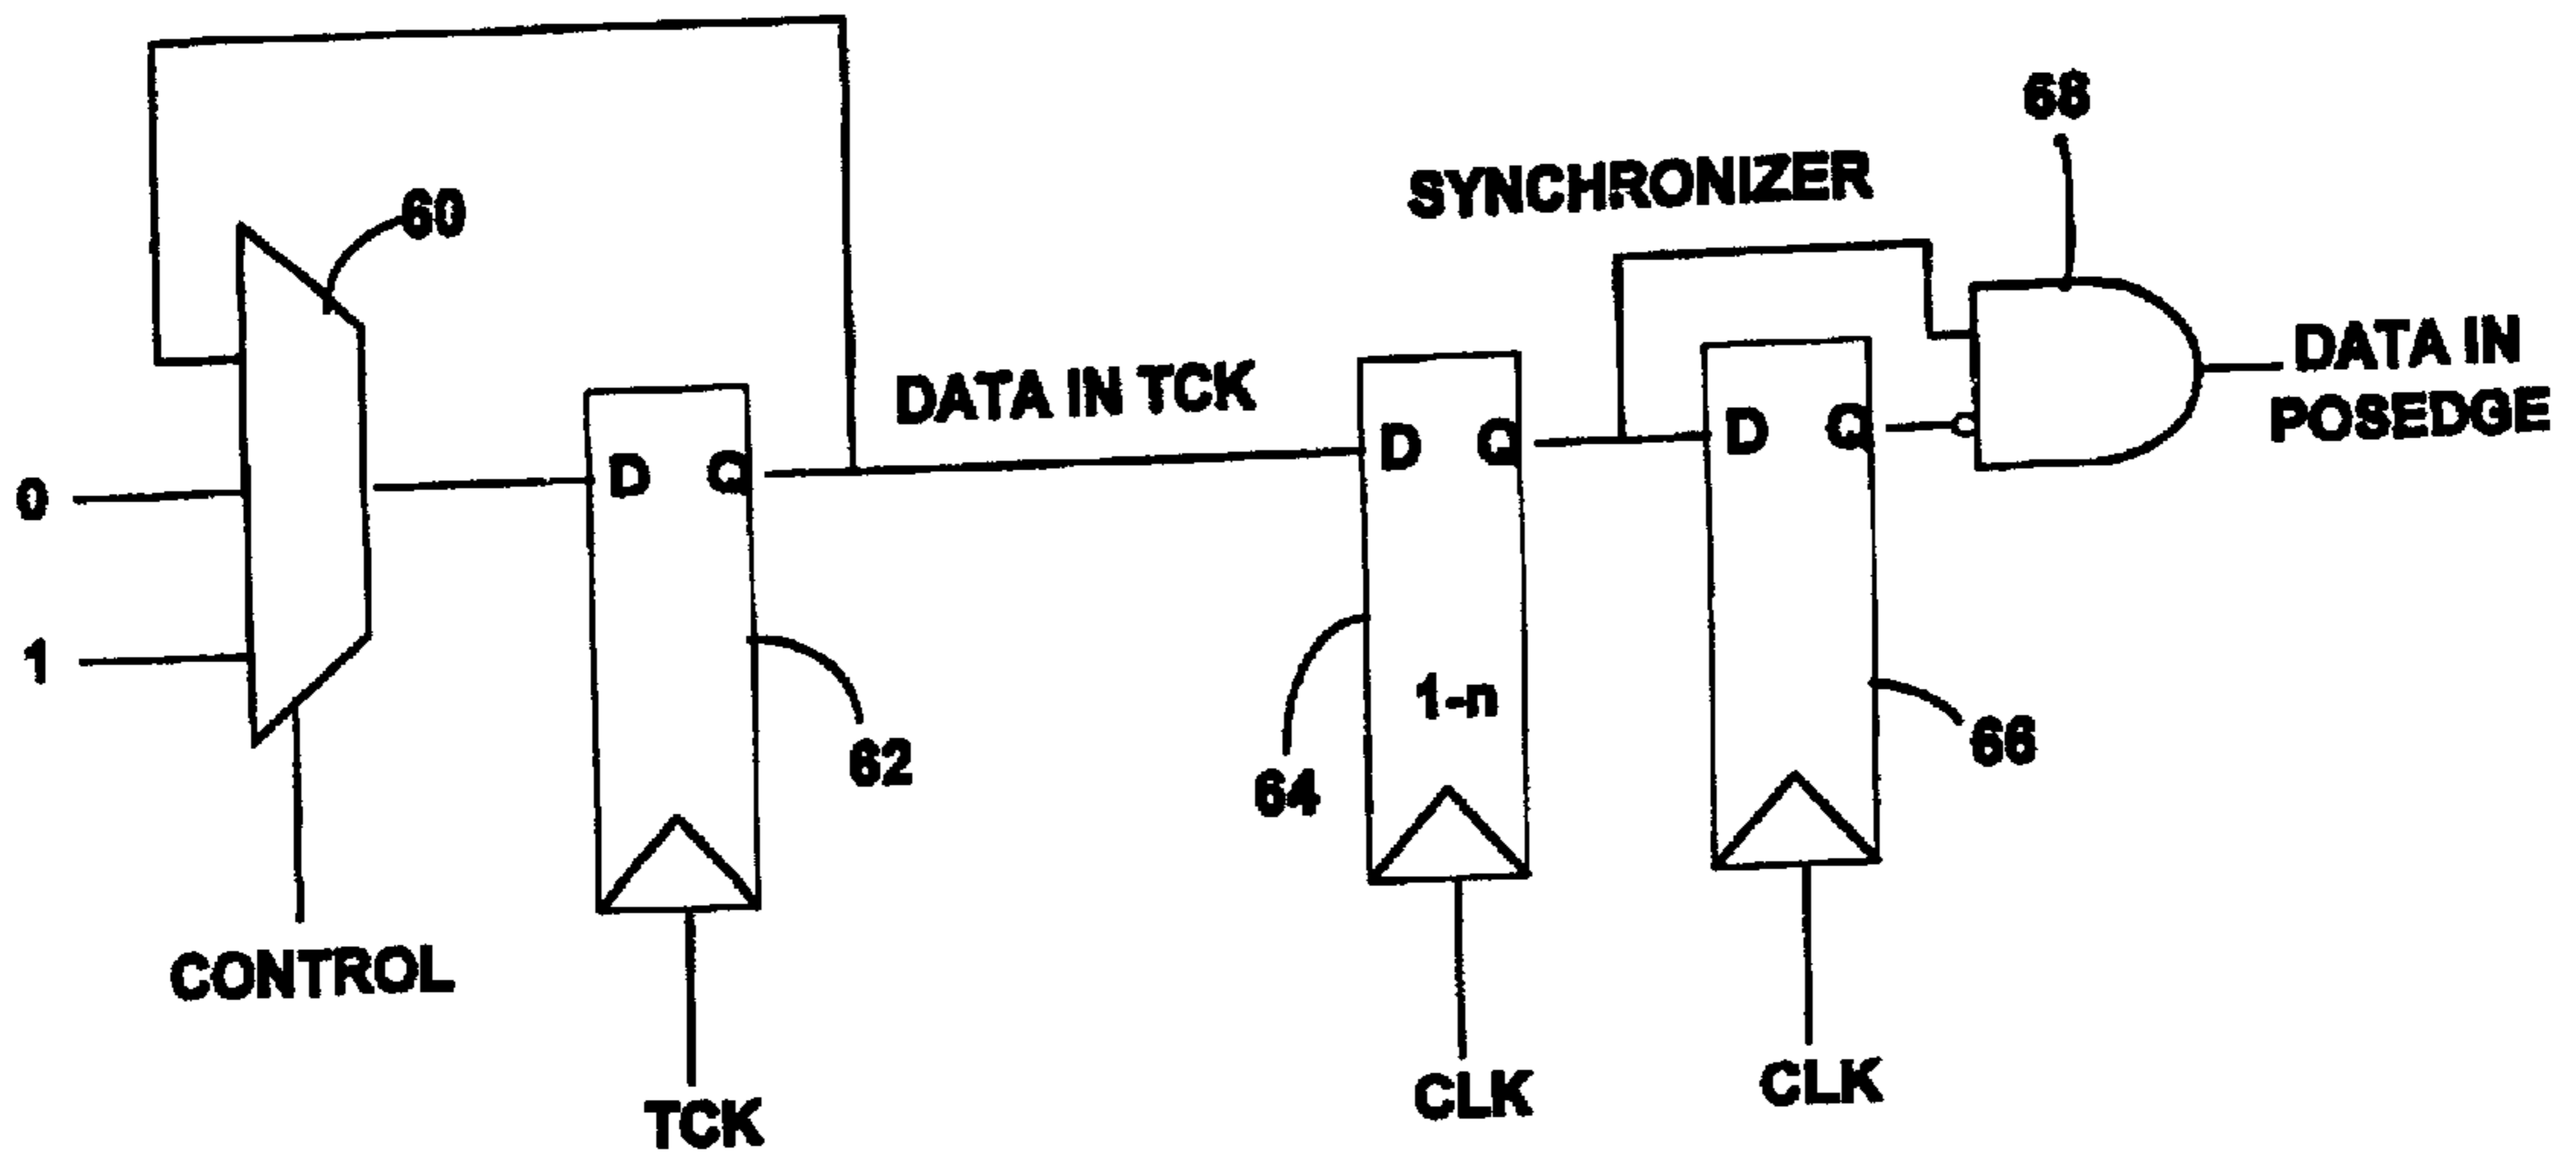 68
SYNCHRONIZER
60
DATA IN
POSEDGE
DATA IN TCK
D Q
D Q
D Q
0
1
1-n
62
64
66
CONTROL
TCK
CLK
CLK